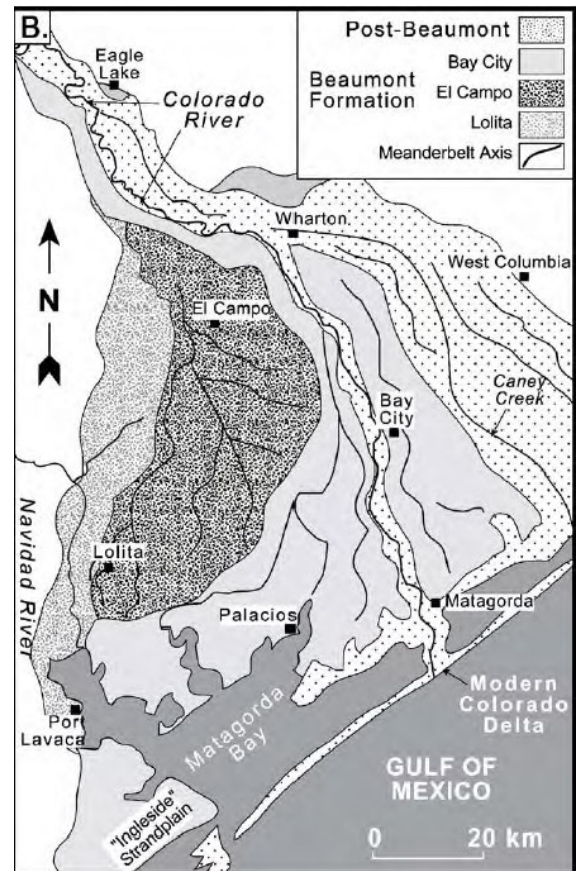 B.
Post-Beaumont
Beaumont
Formation
Bay City
El Campo
Lolita
Meanderbelt Axis
Eagle
Lake
Colorado
River
Wharton
West Columbia
N
El Campo
Caney
Creek
Bay
City
Navidad River
Lolita
Palacios
Matagorda
Port
Lavaca
Matagorda
Bay
Modern
Colorado
Delta
"Ingleside"
Strandplain
GULF OF
MEXICO
0 20 km